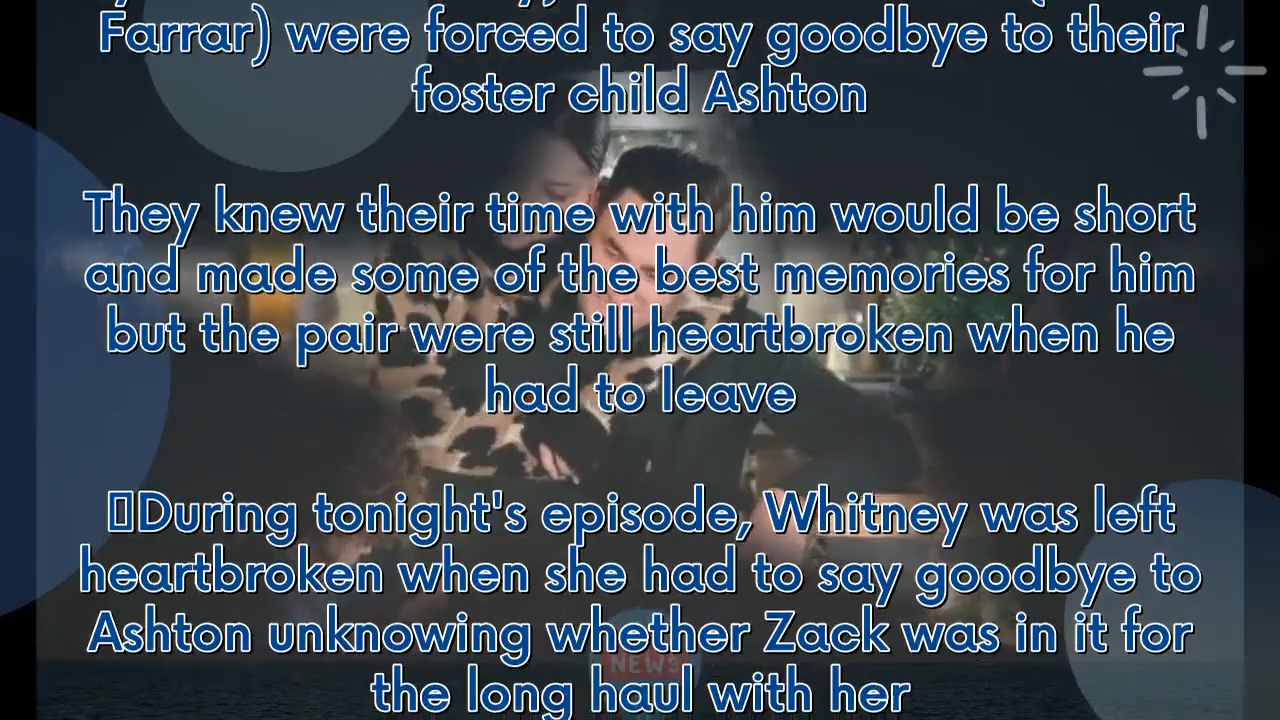 Farrar) were forced to say goodbye to their
foster child Ashton
They knew their time with him would be short
and made some of the best memories for him
but the pair were still heartbroken when he
had to leave
During tonight's episode, Whitney was left
heartbroken when she had to say goodbye to
Ashton unknowing whether Zack was in it for
NEWS
the long haul with her